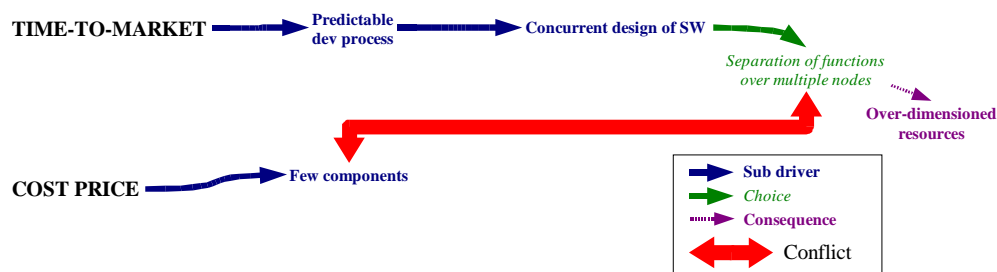 TIME-TO-MARKET
Predictable
dev process
Concurrent design of SW
Separation of functions
over multiple nodes
Over-dimensioned
resources
COST PRICE
Few components
Sub driver
Choice
Consequence
Conflict